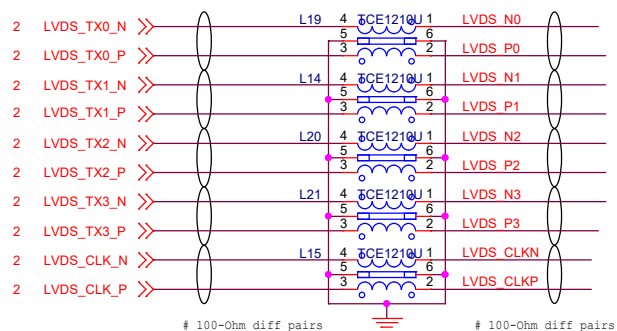 2 LVDS_TX0_N L19 4 TCE1210U 1 LVDS_N0
5 6
2 LVDS_TX0_P 3 2 LVDS_P0
2 LVDS_TX1_N L14 4 TCE1210U 1 LVDS_N1
5 6
2 LVDS_TX1_P 3 2 LVDS_P1
2 LVDS_TX2_N L20 4 TCE1210U 1 LVDS_N2
5 6
2 LVDS_TX2_P 3 2 LVDS_P2
2 LVDS_TX3_N L21 4 TCE1210U 1 LVDS_N3
5 6
2 LVDS_TX3_P 3 2 LVDS_P3
2 LVDS_CLK_N L15 4 TCE1210U 1 LVDS_CLKN
5 6
2 LVDS_CLK_P 3 2 LVDS_CLKP
# 100-Ohm diff pairs # 100-Ohm diff pairs